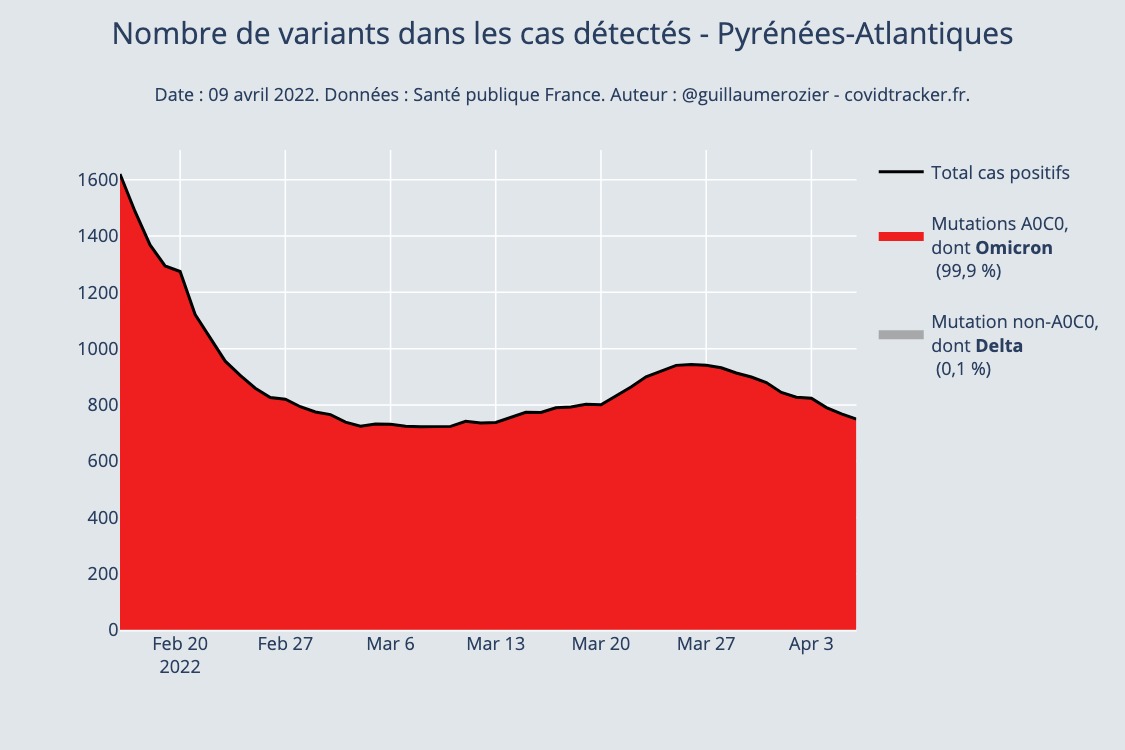 Nombre de variants dans les cas détectés - Pyrénées-Atlantiques
Date : 09 avril 2022. Données : Santé publique France. Auteur : @guillaumerozier - covidtracker.fr.
1600
1400
1200
1000
800
600
400
200
0
Feb 20
2022
Feb 27
Mar 6
Mar 13
Mar 20
Mar 27
Apr 3
Total cas positifs
Mutations A0C0,
dont Omicron
(99,9 %)
Mutation non-A0C0,
dont Delta
(0,1 %)